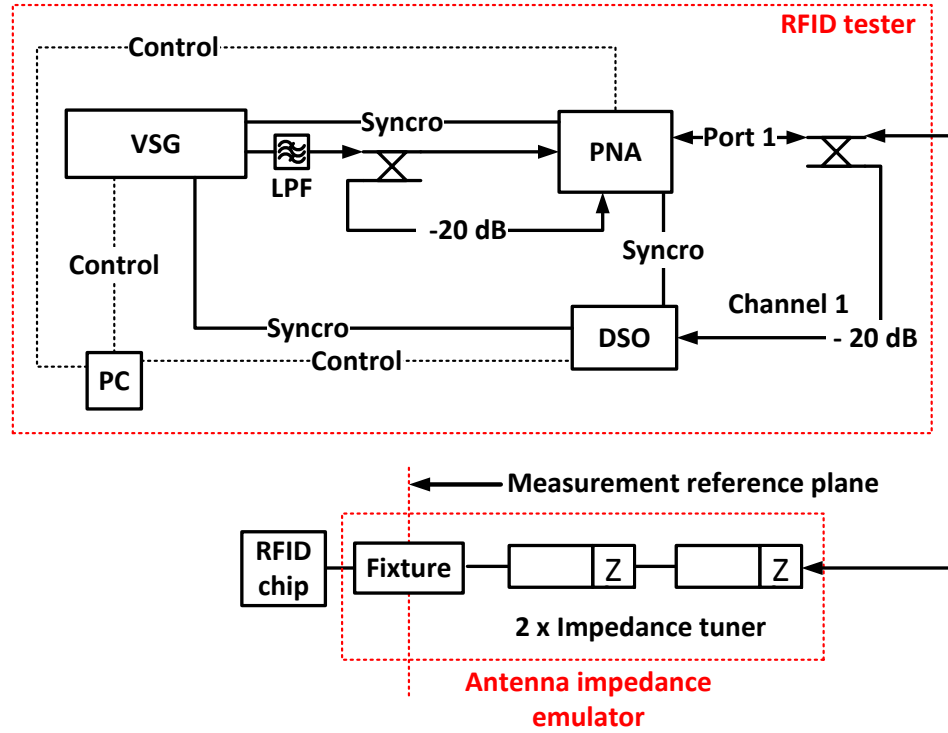 RFID tester
Control
Syncro
VSG
PNA
Port 1
LPF
-20 dB
Control
Syncro
Channel 1
Syncro
DSO
- 20 dB
Control
PC
Measurement reference plane
RFID
chip
Fixture
Z
Z
2 x Impedance tuner
Antenna impedance
emulator